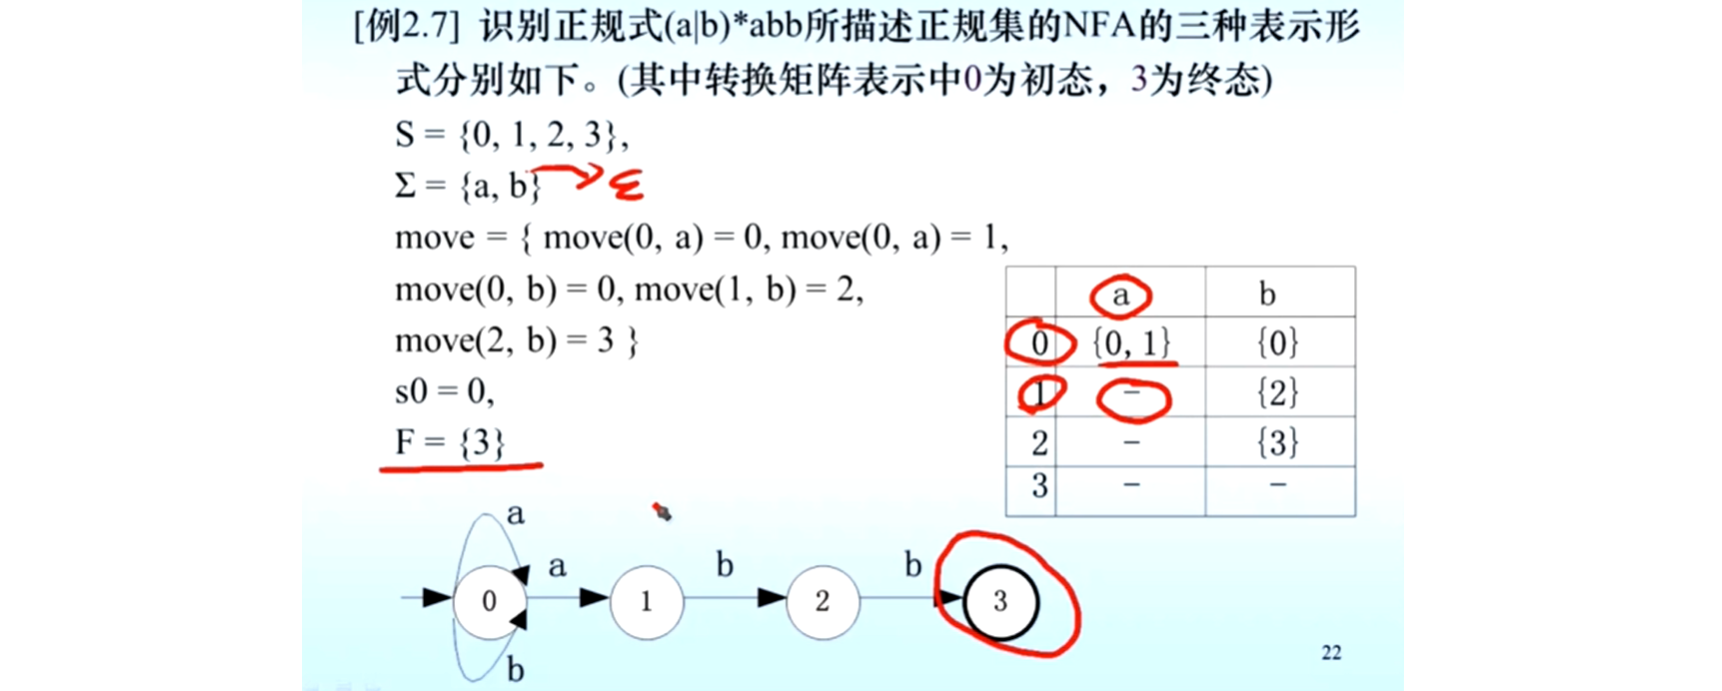 [例2.7] 识别正规式(a|b)*abb所描述正规集的NFA的三种表示形
式分别如下。(其中转换矩阵表示中0为初态，3为终态)
S = {0, 1, 2, 3},
Σ = {a, b} → ε
move = { move(0, a) = 0, move(0, a) = 1,
move(0, b) = 0, move(1, b) = 2,
move(2, b) = 3 }
s0 = 0,
F = {3}
a b
0 {0, 1} {0}
1 − {2}
2 − {3}
3 − −
a
a b b
0 1 2 3
b
22